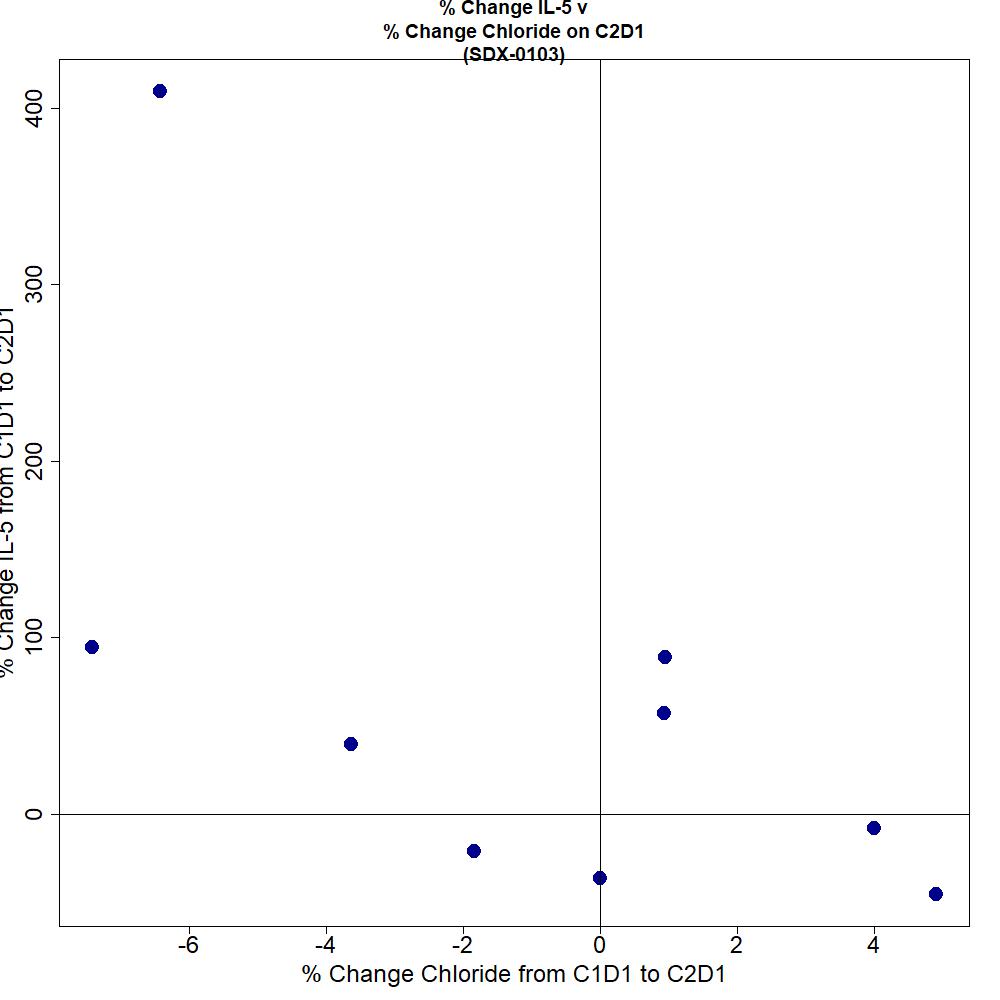 % Change IL-5 v
% Change Chloride on C2D1
(SDX-0103)
400
300
200
100
0
% Change IL-5 from C1D1 to C2D1
-6
-4
-2
0
2
4
% Change Chloride from C1D1 to C2D1